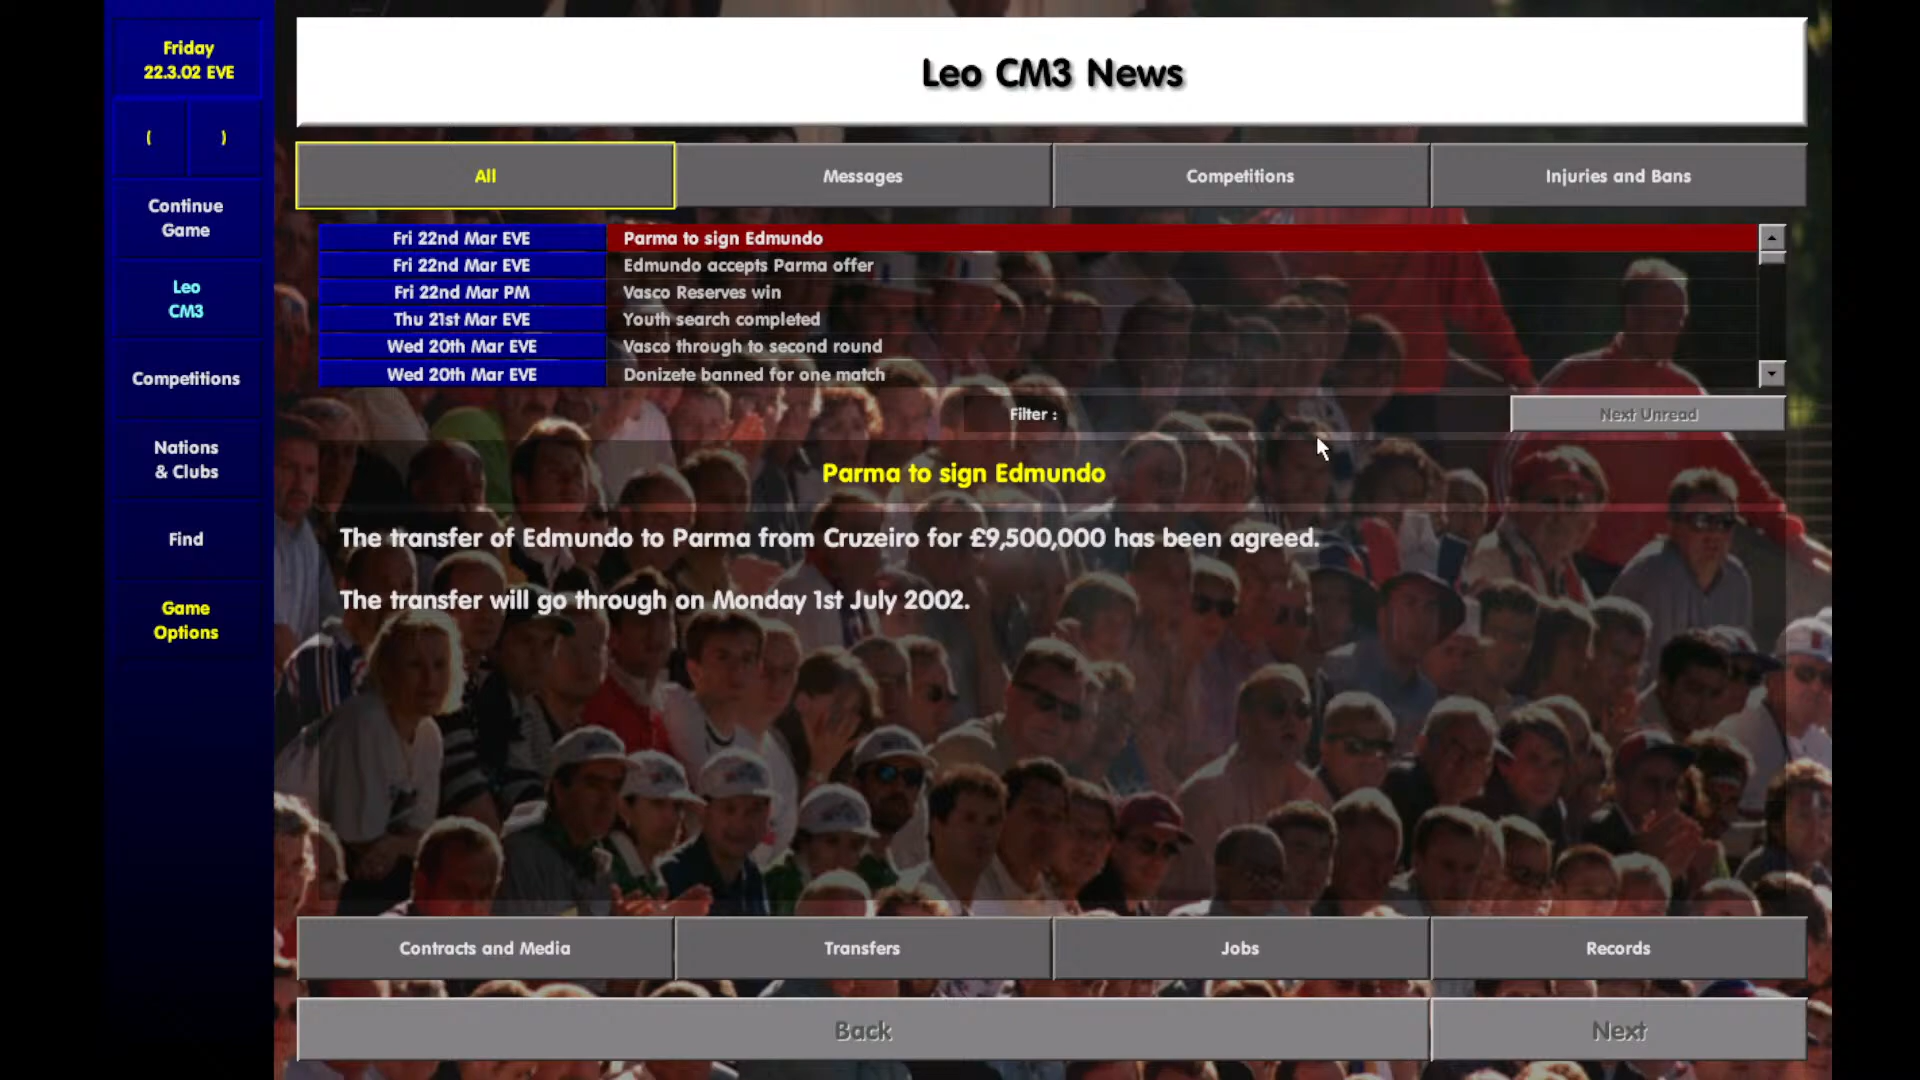 Friday
22.3.02 EVE
( )
Continue
Game
Leo
CM3
Competitions
Nations
& Clubs
Find
Game
Options
Leo CM3 News
All Messages Competitions Injuries and Bans
Fri 22nd Mar EVE Parma to sign Edmundo
Fri 22nd Mar EVE Edmundo accepts Parma offer
Fri 22nd Mar PM Vasco Reserves win
Thu 21st Mar EVE Youth search completed
Wed 20th Mar EVE Vasco through to second round
Wed 20th Mar EVE Donizete banned for one match
Filter : Next Unread
Parma to sign Edmundo
The transfer of Edmundo to Parma from Cruzeiro for £9,500,000 has been agreed.
The transfer will go through on Monday 1st July 2002.
Contracts and Media Transfers Jobs Records
Back Next